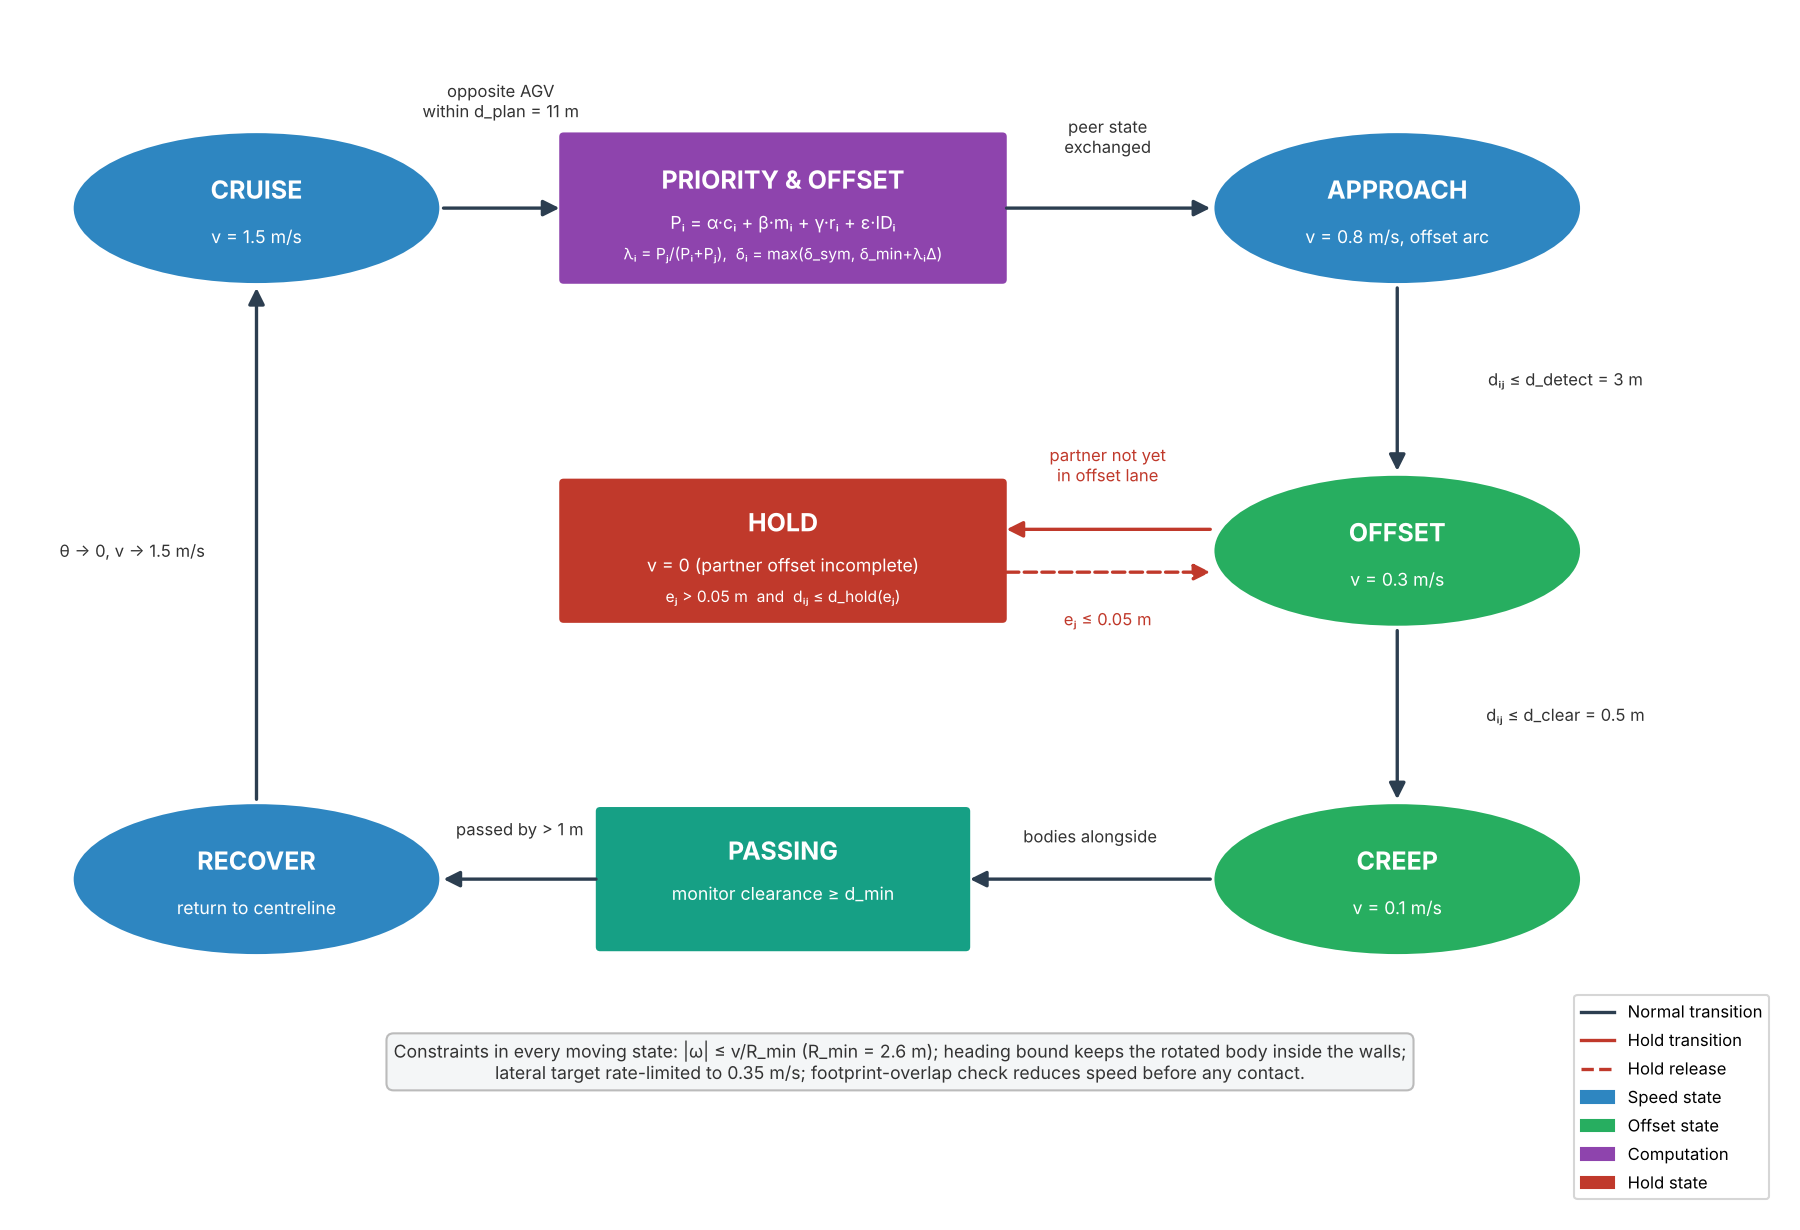 opposite AGV
within d_plan = 11 m
CRUISE
v = 1.5 m/s
PRIORITY & OFFSET
Pᵢ = α·cᵢ + β·mᵢ + γ·rᵢ + ε·IDᵢ
λᵢ = Pⱼ/(Pᵢ+Pⱼ), δᵢ = max(δ_sym, δ_min+λᵢΔ)
peer state
exchanged
APPROACH
v = 0.8 m/s, offset arc
dᵢⱼ ≤ d_detect = 3 m
partner not yet
in offset lane
HOLD
v = 0 (partner offset incomplete)
eⱼ > 0.05 m and dᵢⱼ ≤ d_hold(eⱼ)
OFFSET
v = 0.3 m/s
eⱼ ≤ 0.05 m
θ → 0, v → 1.5 m/s
dᵢⱼ ≤ d_clear = 0.5 m
RECOVER
return to centreline
passed by > 1 m
PASSING
monitor clearance ≥ d_min
bodies alongside
CREEP
v = 0.1 m/s
Constraints in every moving state: |ω| ≤ v/R_min (R_min = 2.6 m); heading bound keeps the rotated body inside the walls;
lateral target rate-limited to 0.35 m/s; footprint-overlap check reduces speed before any contact.
Normal transition
Hold transition
Hold release
Speed state
Offset state
Computation
Hold state